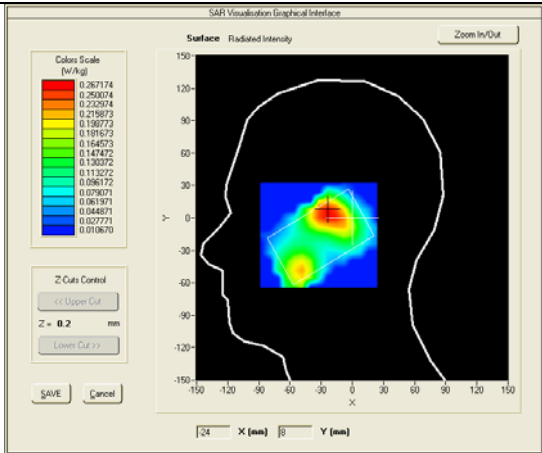 SAR Visualisation Graphical Interface
Surface Radiated Intensity
Zoom In/Out
Colors Scale
(W/kg)
0.267174
0.250074
0.232974
0.215873
0.198773
0.181673
0.164573
0.147472
0.130372
0.113272
0.096172
0.079071
0.061971
0.044871
0.027771
0.010670
150
120
90
60
30
0
-30
-60
-90
-120
-150
Y
-150 -120 -90 -60 -30 0 30 60 90 120 150
X
Z Cuts Control
<< Upper Cut
Z = 0.2 mm
Lower Cut >>
SAVE Cancel
-24 X (mm) 8 Y (mm)